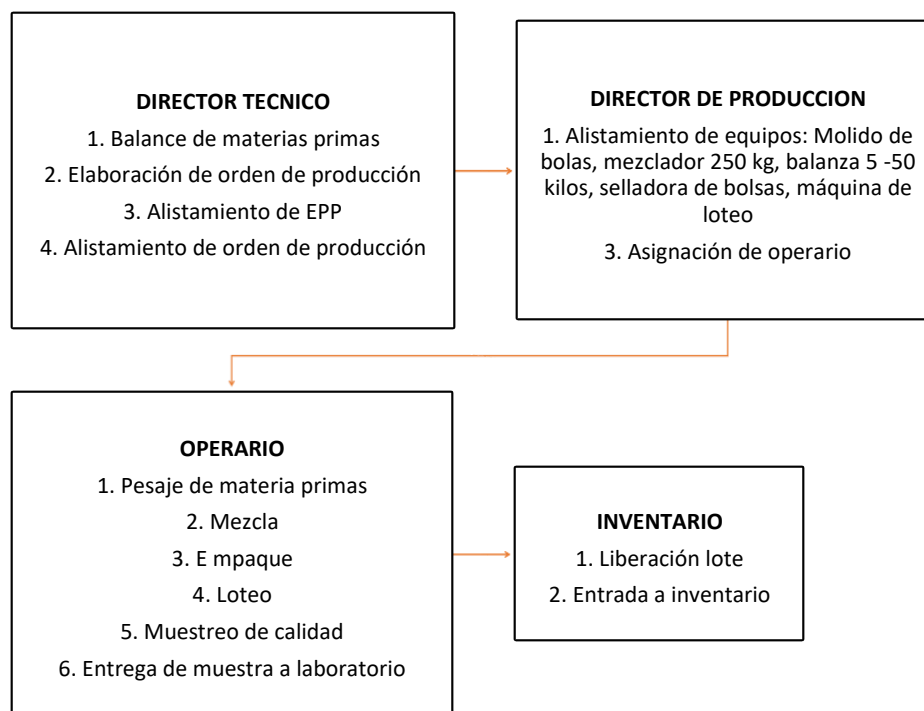 DIRECTOR TECNICO
1. Balance de materias primas
2. Elaboración de orden de producción
3. Alistamiento de EPP
4. Alistamiento de orden de producción
DIRECTOR DE PRODUCCION
1. Alistamiento de equipos: Molido de
bolas, mezclador 250 kg, balanza 5 -50
kilos, selladora de bolsas, máquina de
loteo
3. Asignación de operario
OPERARIO
1. Pesaje de materia primas
2. Mezcla
3. E mpaque
4. Loteo
5. Muestreo de calidad
6. Entrega de muestra a laboratorio
INVENTARIO
1. Liberación lote
2. Entrada a inventario